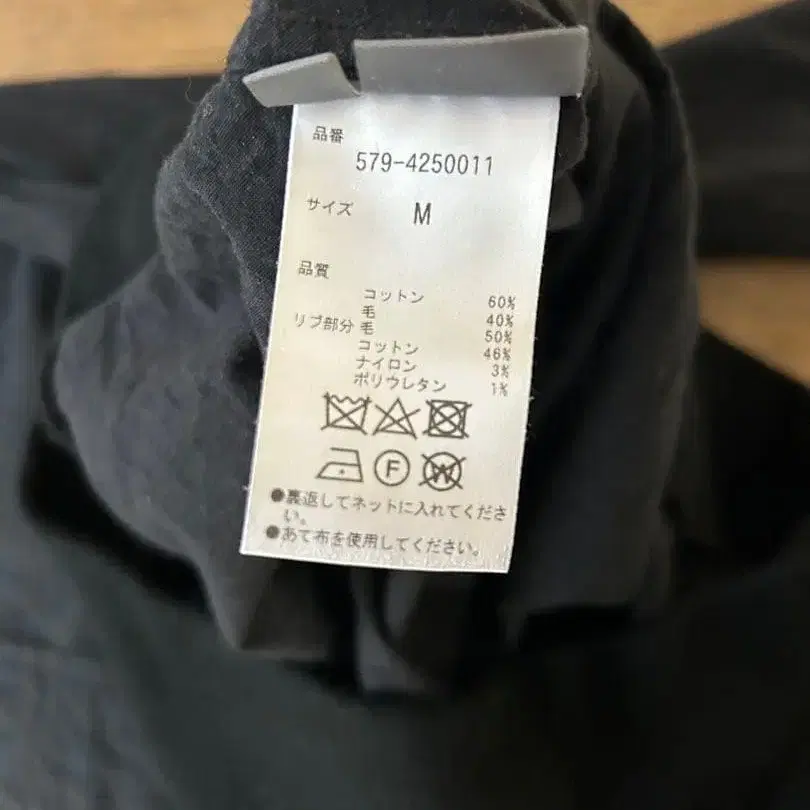 品番
579-4250011
サイズ M
品質
コットン 60%
毛 40%
リブ部分 毛 50%
コットン 46%
ナイロン 3%
ポリウレタン 1%
F W
●裏返してネットに入れてくださ
い。
●あて布を使用してください。